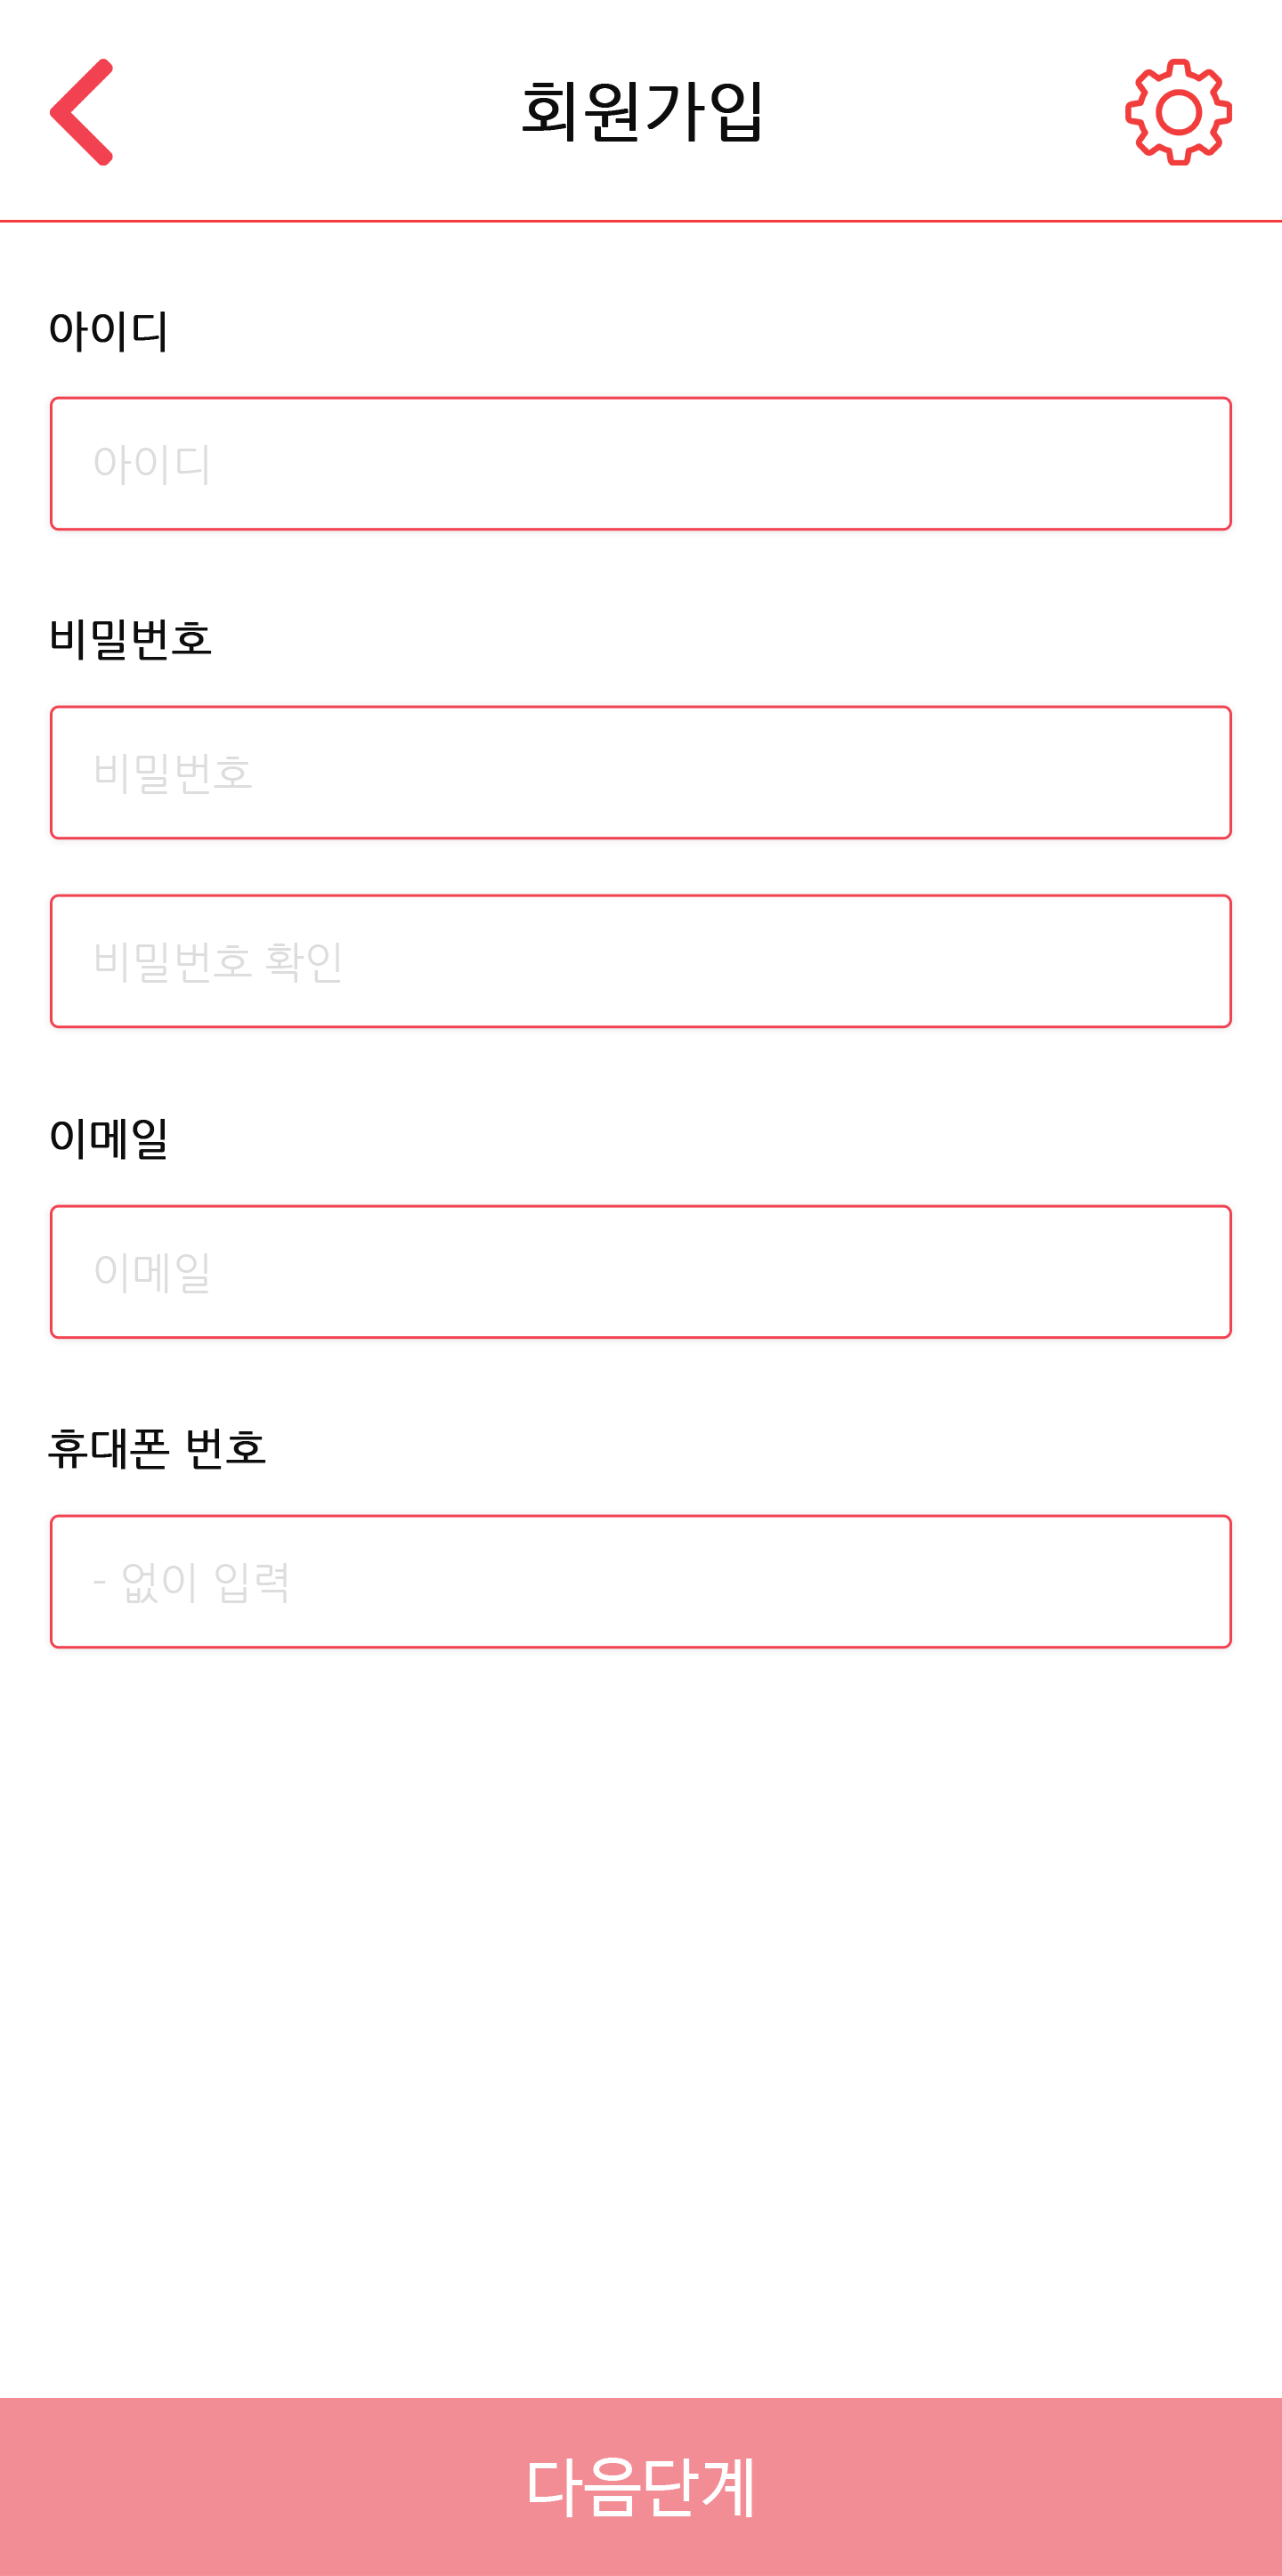 회원가입
아이디
아이디
비밀번호
비밀번호
비밀번호 확인
이메일
이메일
휴대폰 번호
- 없이 입력
다음단계